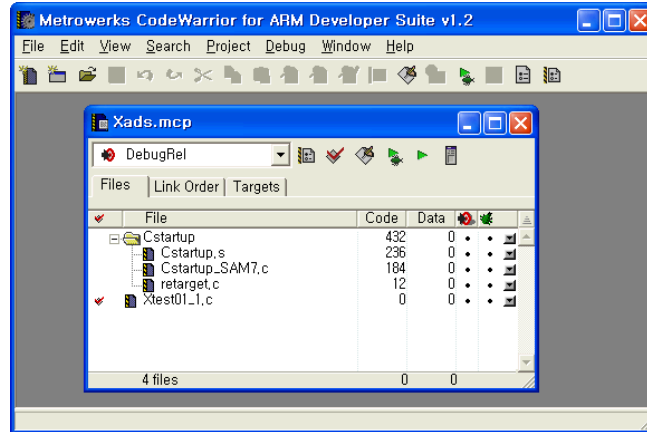 Metrowerks CodeWarrior for ARM Developer Suite v1.2
File Edit View Search Project Debug Window Help
Xads.mcp
DebugRel
Files Link Order Targets
File Code Data
Cstartup 432 0
Cstartup.s 236 0
Cstartup_SAM7.c 184 0
retarget.c 12 0
Xtest01_1.c 0 0
4 files 0 0